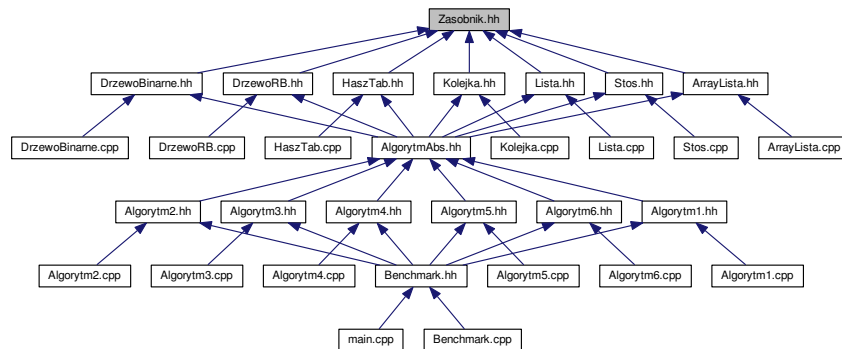 Zasobnik.hh
DrzewoBinarne.hh DrzewoRB.hh HaszTab.hh Kolejka.hh Lista.hh Stos.hh ArrayLista.hh
DrzewoBinarne.cpp DrzewoRB.cpp HaszTab.cpp AlgorytmAbs.hh Kolejka.cpp Lista.cpp Stos.cpp ArrayLista.cpp
Algorytm2.hh Algorytm3.hh Algorytm4.hh Algorytm5.hh Algorytm6.hh Algorytm1.hh
Algorytm2.cpp Algorytm3.cpp Algorytm4.cpp Benchmark.hh Algorytm5.cpp Algorytm6.cpp Algorytm1.cpp
main.cpp Benchmark.cpp